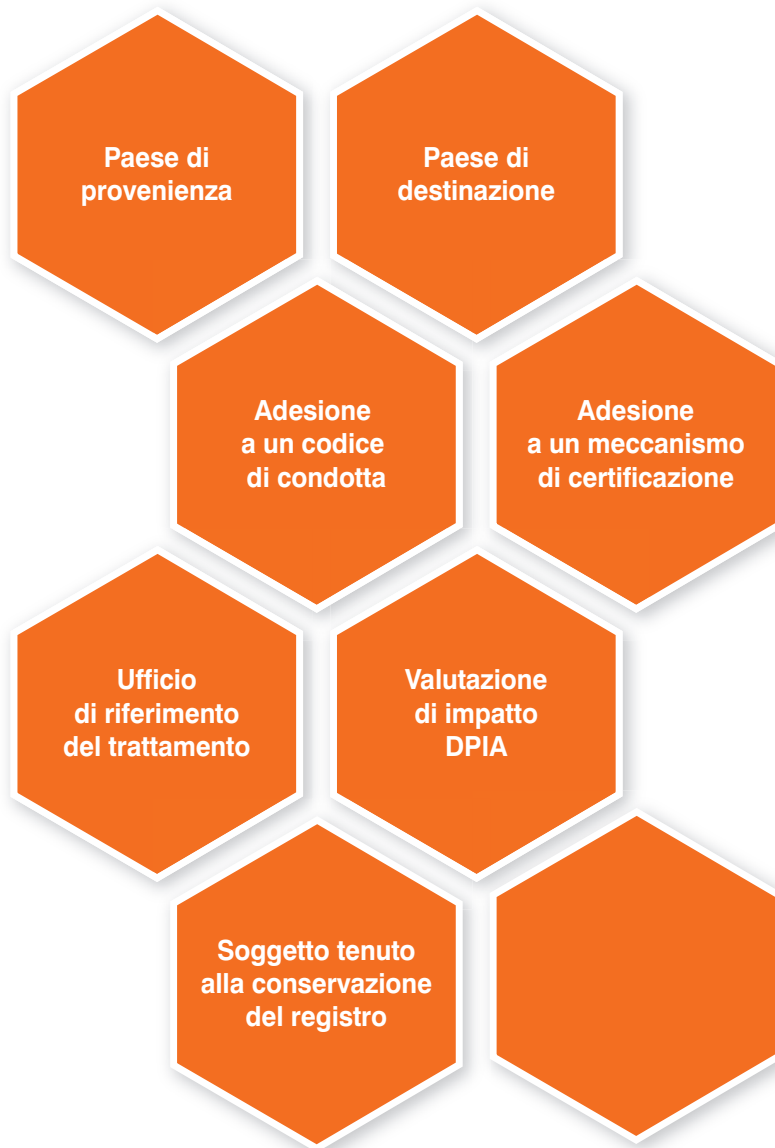 Paese di
provenienza
Paese di
destinazione
Adesione
a un codice
di condotta
Adesione
a un meccanismo
di certificazione
Ufficio
di riferimento
del trattamento
Valutazione
di impatto
DPIA
Soggetto tenuto
alla conservazione
del registro